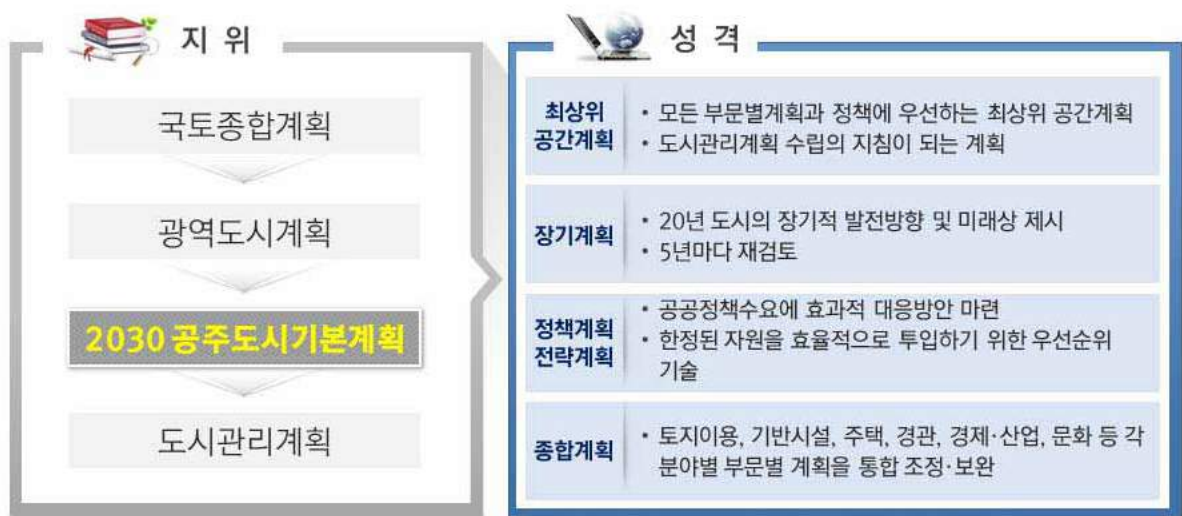 지 위
국토종합계획
광역도시계획
2030 공주도시기본계획
도시관리계획
성 격
최상위
공간계획
• 모든 부문별계획과 정책에 우선하는 최상위 공간계획
• 도시관리계획 수립의 지침이 되는 계획
장기계획
• 20년 도시의 장기적 발전방향 및 미래상 제시
• 5년마다 재검토
정책계획
전략계획
• 공공정책수요에 효과적 대응방안 마련
• 한정된 자원을 효율적으로 투입하기 위한 우선순위
기술
종합계획
• 토지이용, 기반시설, 주택, 경관, 경제·산업, 문화 등 각
분야별 부문별 계획을 통합 조정·보완